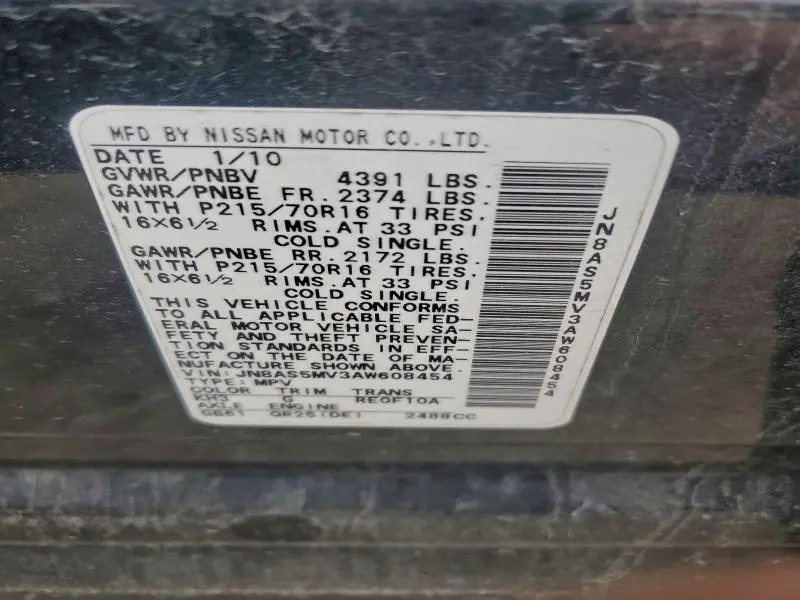 MFD BY NISSAN MOTOR CO.,LTD.
DATE 1/10
GVWR/PNBV 4391 LBS.
GAWR/PNBE FR. 2374 LBS.
WITH P215/70R16 TIRES.
16X6½ RIMS. AT 33 PSI
COLD SINGLE.
GAWR/PNBE RR. 2172 LBS.
WITH P215/70R16 TIRES.
16X6½ RIMS. AT 33 PSI
COLD SINGLE.
THIS VEHICLE CONFORMS
TO ALL APPLICABLE FED-
ERAL MOTOR VEHICLE SA-
FETY AND THEFT PREVEN-
TION STANDARDS IN EFF-
ECT ON THE DATE OF MA-
NUFACTURE SHOWN ABOVE.
VIN: JN8AS5MV3AW608454
TYPE: MPV
COLOR TRIM TRANS
KH3 G RE0F10A
AXLE ENGINE
GB61 QR25(DE) 2488CC
JN8AS5MV3AW608454